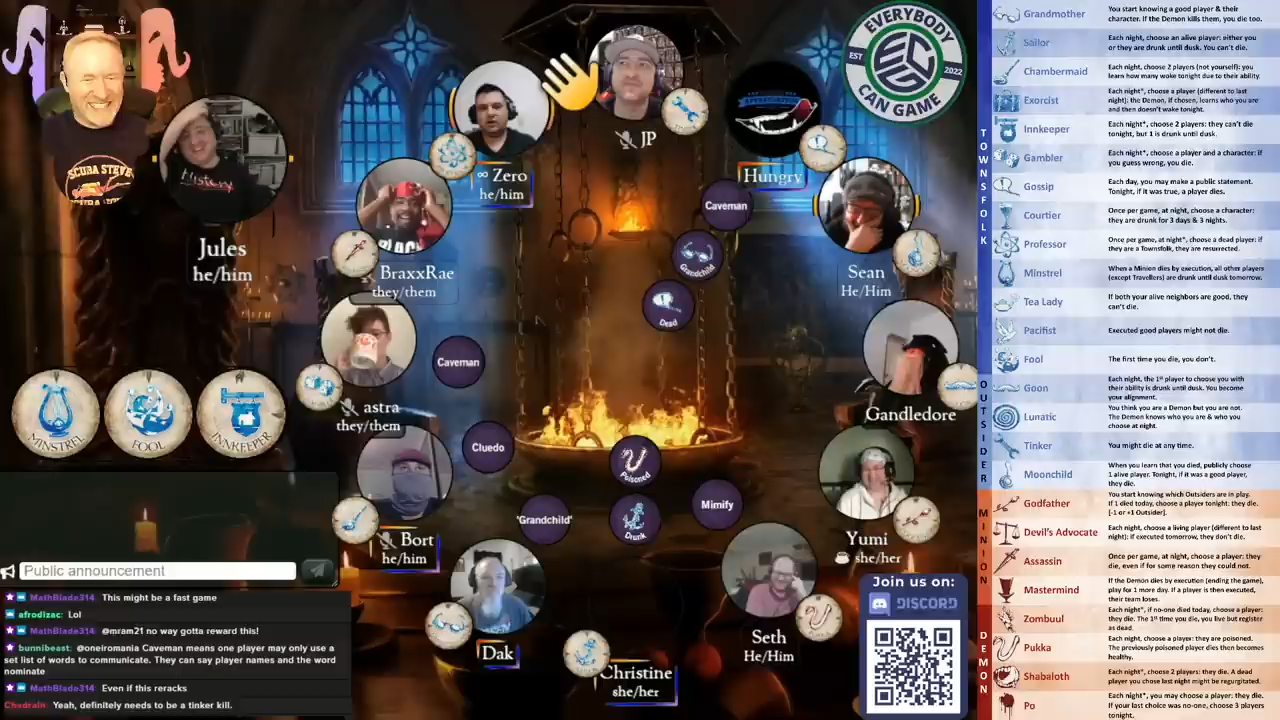 SCUBA STEVE
History
Jules
he/him
∞ Zero
he/him
JP
EVERYBODY
CAN GAME
EST
2022
Hungry
Caveman
Grandchild
Dead
BLACK
BraxxRae
they/them
Sean
He/Him
astra
they/them
Caveman
Gandledore
Cluedo
Poisoned
Drunk
Mimify
'Grandchild'
Bort
he/him
Yumi
she/her
Dak
Christine
she/her
Seth
He/Him
MINSTREL
FOOL
INNKEEPER
Public announcement
MathBlade314 This might be a fast game
afrodizac: Lol
MathBlade314: @mram21 no way gotta reward this!
bunnibeast: @oneiromania Caveman means one player may only use a
set list of words to communicate. They can say player names and the word
nominate
MathBlade314 Even if this reracks
Chadrain: Yeah, definitely needs to be a tinker kill.
Join us on:
DISCORD
TOWNSFOLK
Grandmother
You start knowing a good player & their
character. If the Demon kills them, you die too.
Sailor
Each night, choose an alive player: either you
or they are drunk until dusk. You can't die.
Chambermaid
Each night, choose 2 players (not yourself): you
learn how many woke tonight due to their ability.
Exorcist
Each night*, choose a player (different to last
night): the Demon, if chosen, learns who you are
and then doesn't wake tonight.
Innkeeper
Each night*, choose 2 players: they can't die
tonight, but 1 is drunk until dusk.
Gambler
Each night*, choose a player and a character: if
you guess wrong, you die.
Gossip
Each day, you may make a public statement.
Tonight, if it was true, a player dies.
Courtier
Once per game, at night, choose a character:
they are drunk for 3 days & 3 nights.
Professor
Once per game, at night*, choose a dead player: if
they are a Townsfolk, they are resurrected.
Minstrel
When a Minion dies by execution, all other players
(except Travellers) are drunk until dusk tomorrow.
Tea Lady
If both your alive neighbors are good, they
can't die.
Pacifist
Executed good players might not die.
Fool
The first time you die, you don't.
OUTSIDER
Goon
Each night, the 1st player to choose you with
their ability is drunk until dusk. You become
your alignment.
Lunatic
You think you are a Demon but you are not.
The Demon knows who you are & who you
choose at night.
Tinker
You might die at any time.
Moonchild
When you learn that you died, publicly choose
1 alive player. Tonight, if it was a good player,
they die.
MINION
Godfather
You start knowing which Outsiders are in play.
If 1 died today, choose a player tonight: they die.
[-1 or +1 Outsider].
Devil's Advocate
Each night, choose a living player (different to last
night): if executed tomorrow, they don't die.
Assassin
Once per game, at night, choose a player: they
die, even if for some reason they could not.
Mastermind
If the Demon dies by execution (ending the game),
play for 1 more day. If a player is then executed,
their team loses.
DEMON
Zombuul
Each night*, if no-one died today, choose a player:
they die. The 1st time you die, you live but register
as dead.
Pukka
Each night, choose a player: they are poisoned.
The previously poisoned player dies then becomes
healthy.
Shabaloth
Each night*, choose 2 players: they die. A dead
player you chose last night might be regurgitated.
Po
Each night*, you may choose a player: they die.
If your last choice was no-one, choose 3 players
tonight.